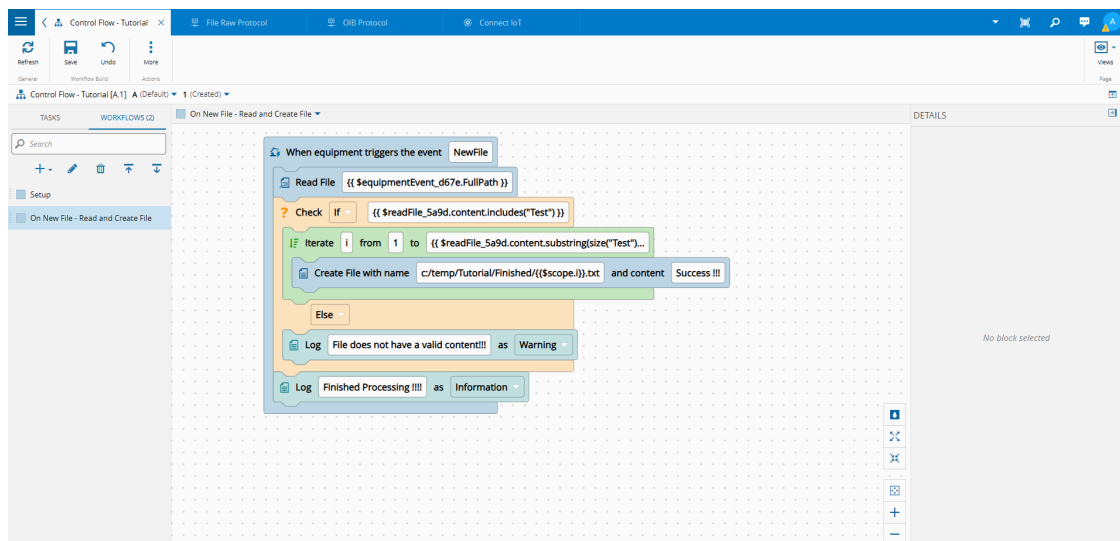 Control Flow - Tutorial
File Raw Protocol
OIB Protocol
Connect IoT
A
Refresh
Save
Undo
More
Views
General
Workflow Build
Actions
Page
Control Flow - Tutorial [A.1] A (Default) 1 (Created)
TASKS
WORKFLOWS (2)
On New File - Read and Create File
DETAILS
Search
Setup
On New File - Read and Create File
When equipment triggers the event NewFile
Read File {{ $equipmentEvent_d67e.FullPath }}
? Check If {{ $readFile_5a9d.content.includes("Test") }}
Iterate i from 1 to {{ $readFile_5a9d.content.substring(size("Test")...
Create File with name c:/temp/Tutorial/Finished/{{$scope.i}}.txt and content Success !!!
Else
Log File does not have a valid content!!! as Warning
Log Finished Processing !!!! as Information
No block selected